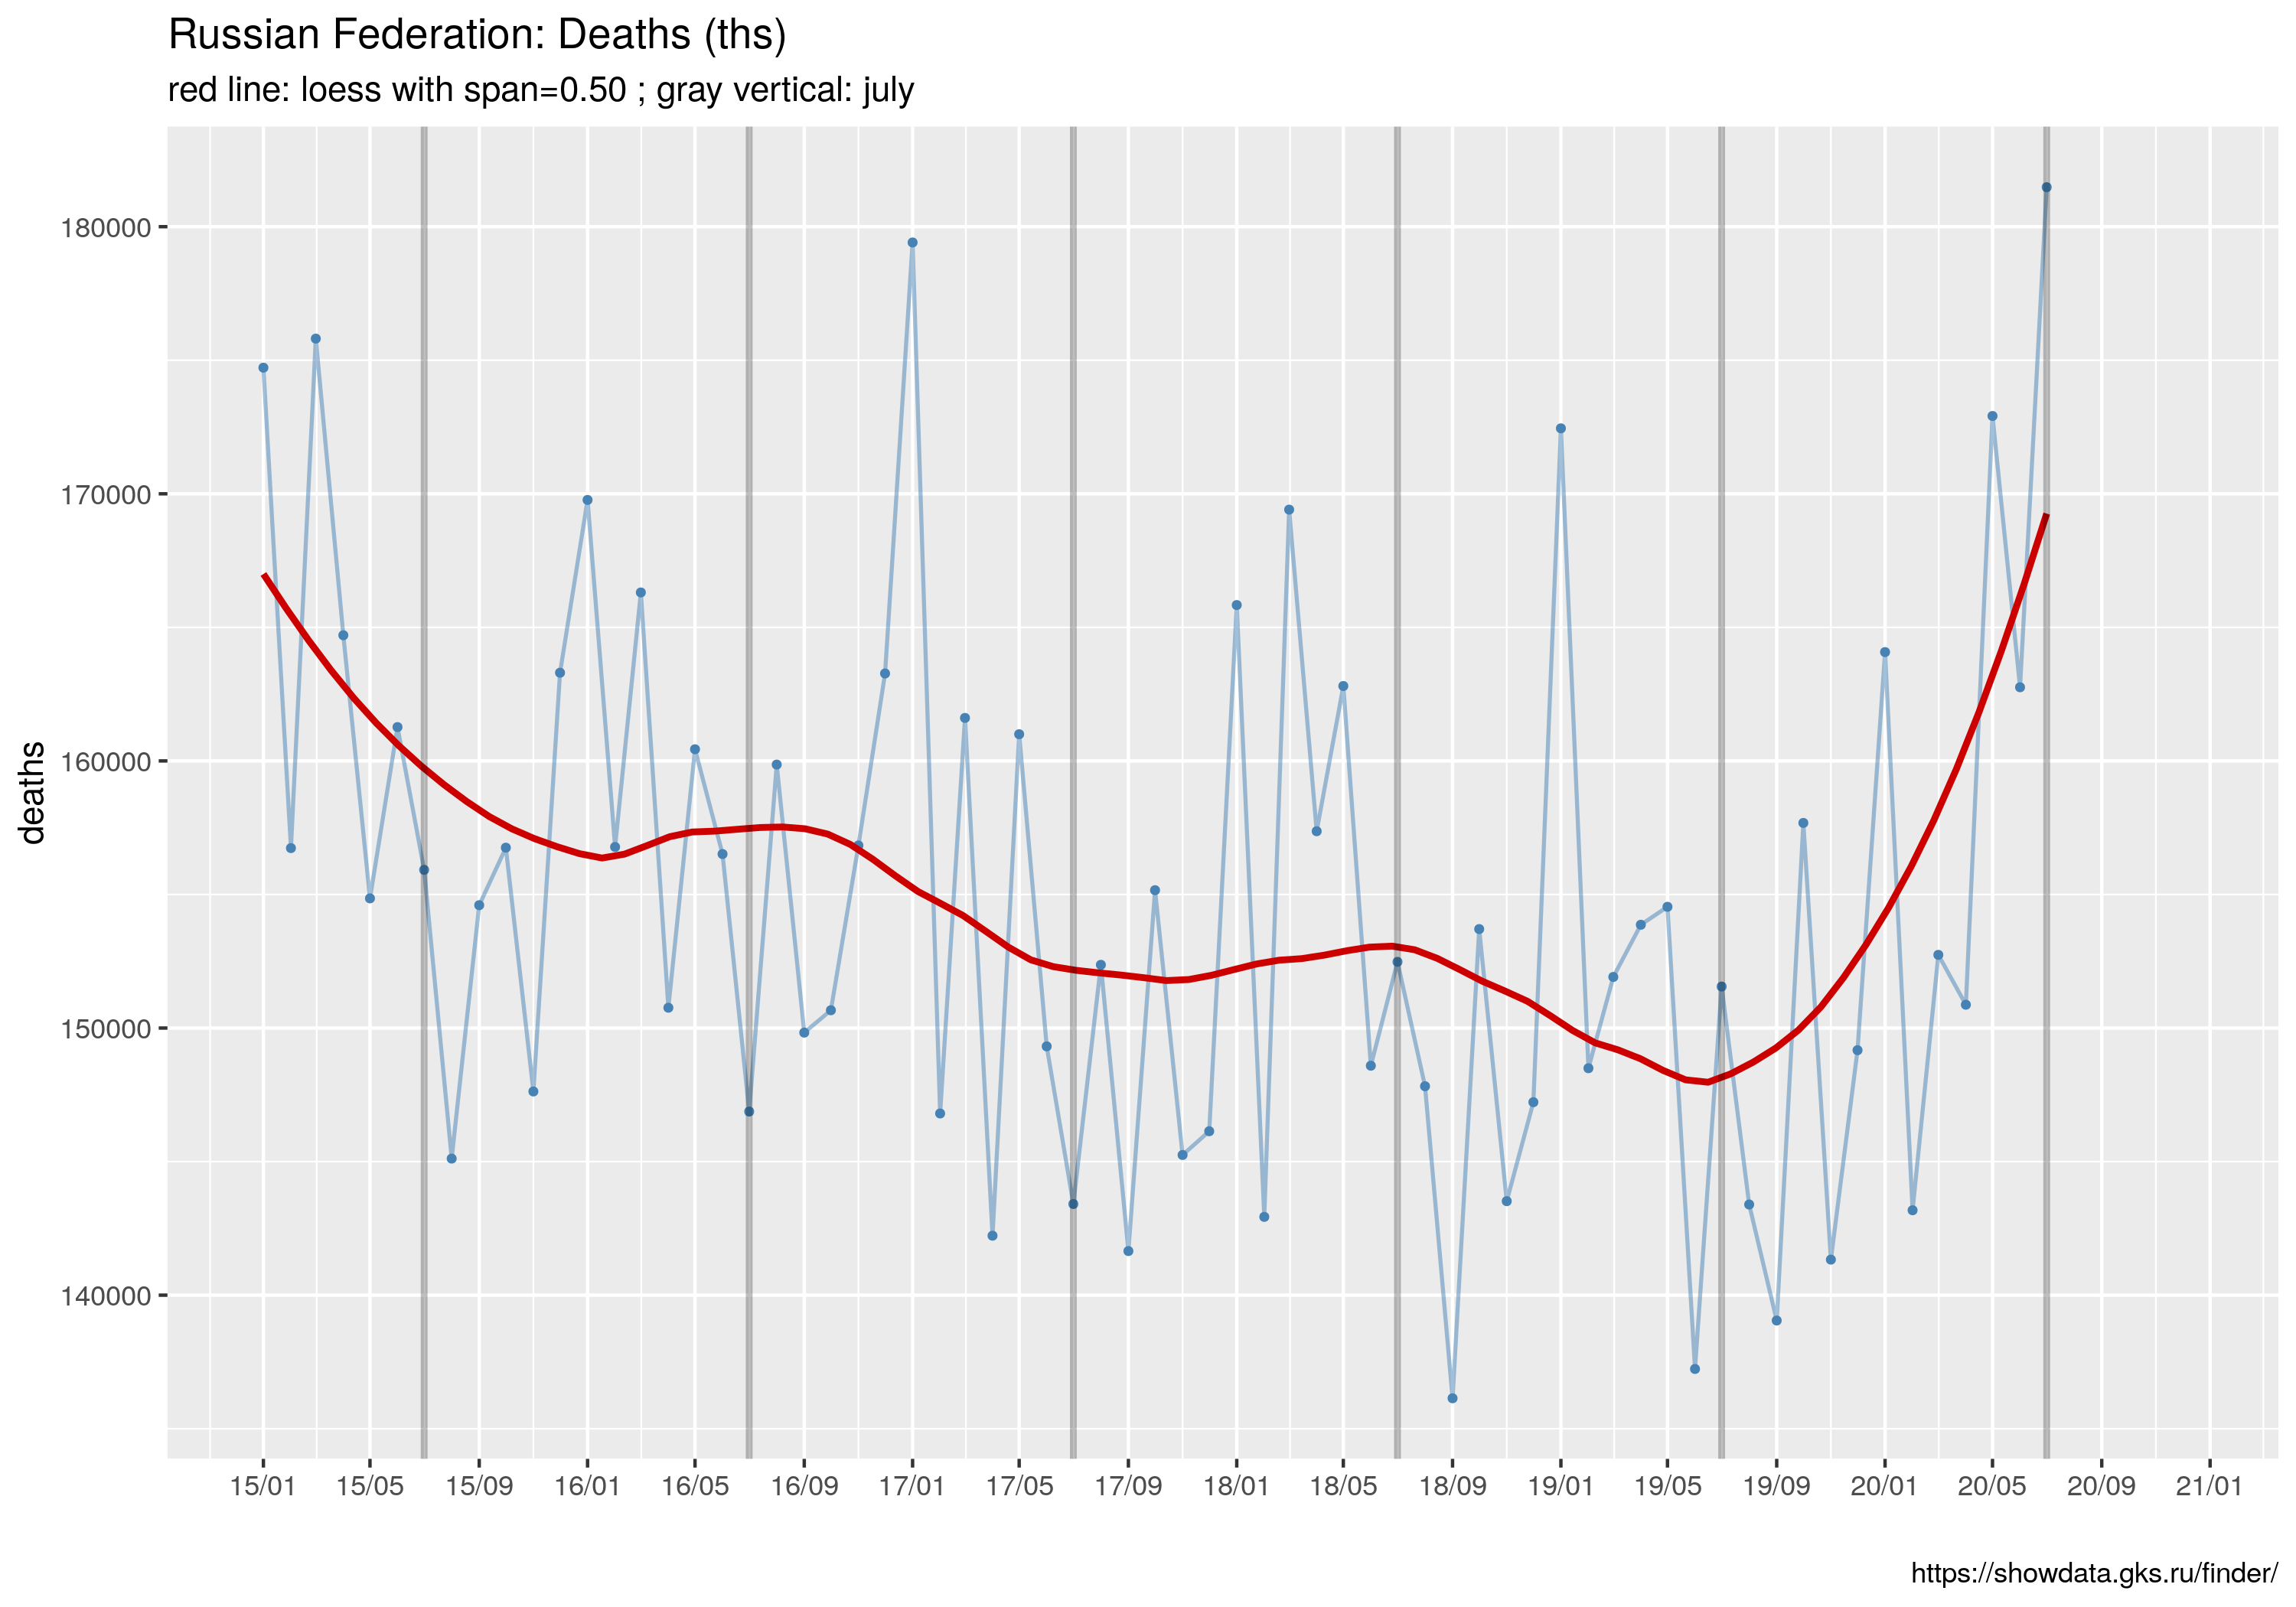 Russian Federation: Deaths (ths)
red line: loess with span=0.50 ; gray vertical: july
180000
170000
160000
150000
140000
deaths
15/01 15/05 15/09 16/01 16/05 16/09 17/01 17/05 17/09 18/01 18/05 18/09 19/01 19/05 19/09 20/01 20/05 20/09 21/01
https://showdata.gks.ru/finder/